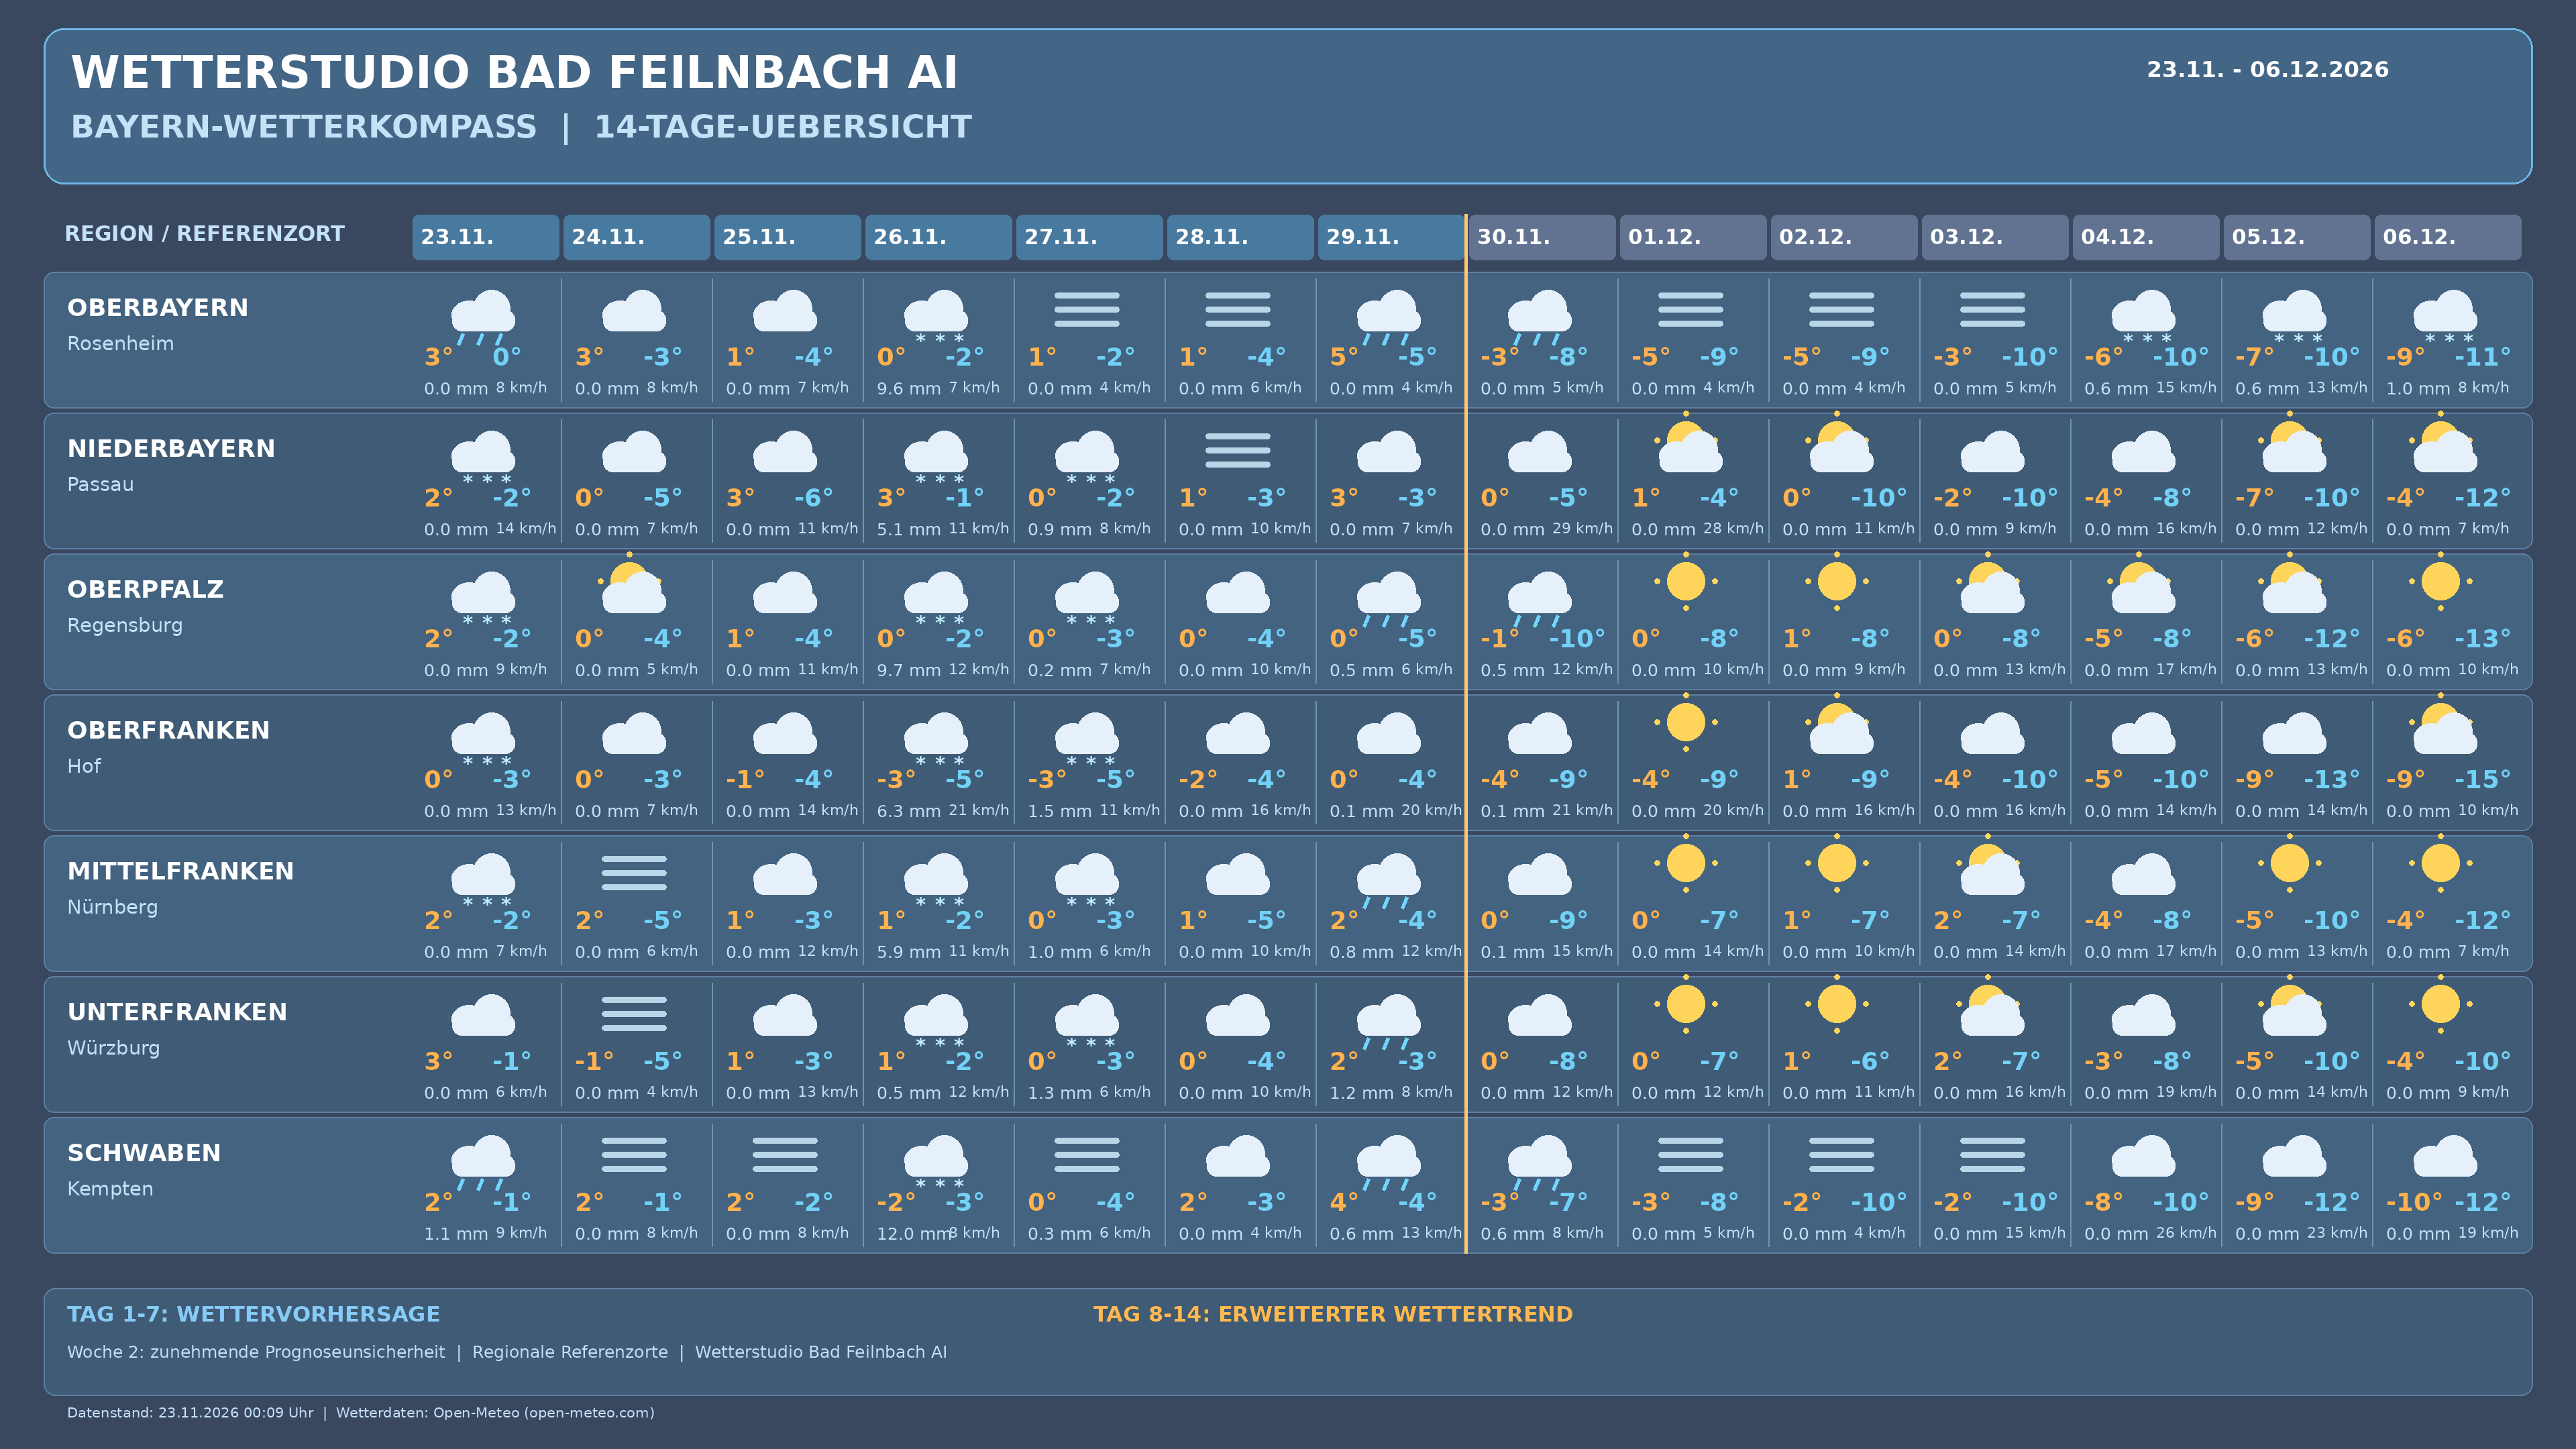 WETTERSTUDIO BAD FEILNBACH AI
23.11. - 06.12.2026
BAYERN-WETTERKOMPASS | 14-TAGE-UEBERSICHT
REGION / REFERENZORT 23.11. 24.11. 25.11. 26.11. 27.11. 28.11. 29.11. 30.11. 01.12. 02.12. 03.12. 04.12. 05.12. 06.12.
OBERBAYERN
Rosenheim
3° 0° 3° -3° 1° -4° 0° -2° 1° -2° 1° -4° 5° -5° -3° -8° -5° -9° -5° -9° -3° -10° -6° -10° -7° -10° -9° -11°
0.0 mm 8 km/h 0.0 mm 8 km/h 0.0 mm 7 km/h 9.6 mm 7 km/h 0.0 mm 4 km/h 0.0 mm 6 km/h 0.0 mm 4 km/h 0.0 mm 5 km/h 0.0 mm 4 km/h 0.0 mm 4 km/h 0.0 mm 5 km/h 0.6 mm 15 km/h 0.6 mm 13 km/h 1.0 mm 8 km/h
NIEDERBAYERN
Passau
2° -2° 0° -5° 3° -6° 3° -1° 0° -2° 1° -3° 3° -3° 0° -5° 1° -4° 0° -10° -2° -10° -4° -8° -7° -10° -4° -12°
0.0 mm 14 km/h 0.0 mm 7 km/h 0.0 mm 11 km/h 5.1 mm 11 km/h 0.9 mm 8 km/h 0.0 mm 10 km/h 0.0 mm 7 km/h 0.0 mm 29 km/h 0.0 mm 28 km/h 0.0 mm 11 km/h 0.0 mm 9 km/h 0.0 mm 16 km/h 0.0 mm 12 km/h 0.0 mm 7 km/h
OBERPFALZ
Regensburg
2° -2° 0° -4° 1° -4° 0° -2° 0° -3° 0° -4° 0° -5° -1° -10° 0° -8° 1° -8° 0° -8° -5° -8° -6° -12° -6° -13°
0.0 mm 9 km/h 0.0 mm 5 km/h 0.0 mm 11 km/h 9.7 mm 12 km/h 0.2 mm 7 km/h 0.0 mm 10 km/h 0.5 mm 6 km/h 0.5 mm 12 km/h 0.0 mm 10 km/h 0.0 mm 9 km/h 0.0 mm 13 km/h 0.0 mm 17 km/h 0.0 mm 13 km/h 0.0 mm 10 km/h
OBERFRANKEN
Hof
0° -3° 0° -3° -1° -4° -3° -5° -3° -5° -2° -4° 0° -4° -4° -9° -4° -9° 1° -9° -4° -10° -5° -10° -9° -13° -9° -15°
0.0 mm 13 km/h 0.0 mm 7 km/h 0.0 mm 14 km/h 6.3 mm 21 km/h 1.5 mm 11 km/h 0.0 mm 16 km/h 0.1 mm 20 km/h 0.1 mm 21 km/h 0.0 mm 20 km/h 0.0 mm 16 km/h 0.0 mm 16 km/h 0.0 mm 14 km/h 0.0 mm 14 km/h 0.0 mm 10 km/h
MITTELFRANKEN
Nürnberg
2° -2° 2° -5° 1° -3° 1° -2° 0° -3° 1° -5° 2° -4° 0° -9° 0° -7° 1° -7° 2° -7° -4° -8° -5° -10° -4° -12°
0.0 mm 7 km/h 0.0 mm 6 km/h 0.0 mm 12 km/h 5.9 mm 11 km/h 1.0 mm 6 km/h 0.0 mm 10 km/h 0.8 mm 12 km/h 0.1 mm 15 km/h 0.0 mm 14 km/h 0.0 mm 10 km/h 0.0 mm 14 km/h 0.0 mm 17 km/h 0.0 mm 13 km/h 0.0 mm 7 km/h
UNTERFRANKEN
Würzburg
3° -1° -1° -5° 1° -3° 1° -2° 0° -3° 0° -4° 2° -3° 0° -8° 0° -7° 1° -6° 2° -7° -3° -8° -5° -10° -4° -10°
0.0 mm 6 km/h 0.0 mm 4 km/h 0.0 mm 13 km/h 0.5 mm 12 km/h 1.3 mm 6 km/h 0.0 mm 10 km/h 1.2 mm 8 km/h 0.0 mm 12 km/h 0.0 mm 12 km/h 0.0 mm 11 km/h 0.0 mm 16 km/h 0.0 mm 19 km/h 0.0 mm 14 km/h 0.0 mm 9 km/h
SCHWABEN
Kempten
2° -1° 2° -1° 2° -2° -2° -3° 0° -4° 2° -3° 4° -4° -3° -7° -3° -8° -2° -10° -2° -10° -8° -10° -9° -12° -10° -12°
1.1 mm 9 km/h 0.0 mm 8 km/h 0.0 mm 8 km/h 12.0 mm 8 km/h 0.3 mm 6 km/h 0.0 mm 4 km/h 0.6 mm 13 km/h 0.6 mm 8 km/h 0.0 mm 5 km/h 0.0 mm 4 km/h 0.0 mm 15 km/h 0.0 mm 26 km/h 0.0 mm 23 km/h 0.0 mm 19 km/h
TAG 1-7: WETTERVORHERSAGE
TAG 8-14: ERWEITERTER WETTERTREND
Woche 2: zunehmende Prognoseunsicherheit | Regionale Referenzorte | Wetterstudio Bad Feilnbach AI
Datenstand: 23.11.2026 00:09 Uhr | Wetterdaten: Open-Meteo (open-meteo.com)